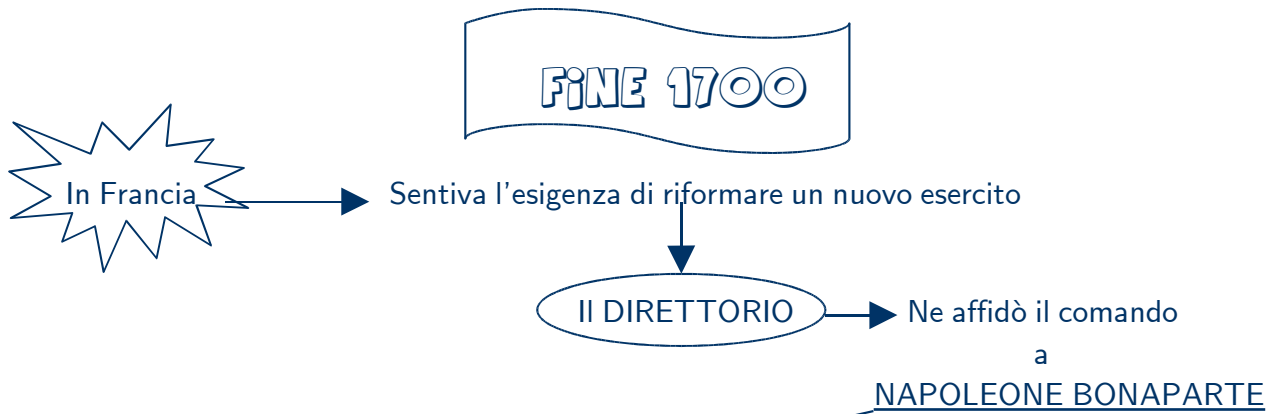 FiNE 1700
In Francia
Sentiva l'esigenza di riformare un nuovo esercito
Il DIRETTORIO
Ne affidò il comando
a
NAPOLEONE BONAPARTE